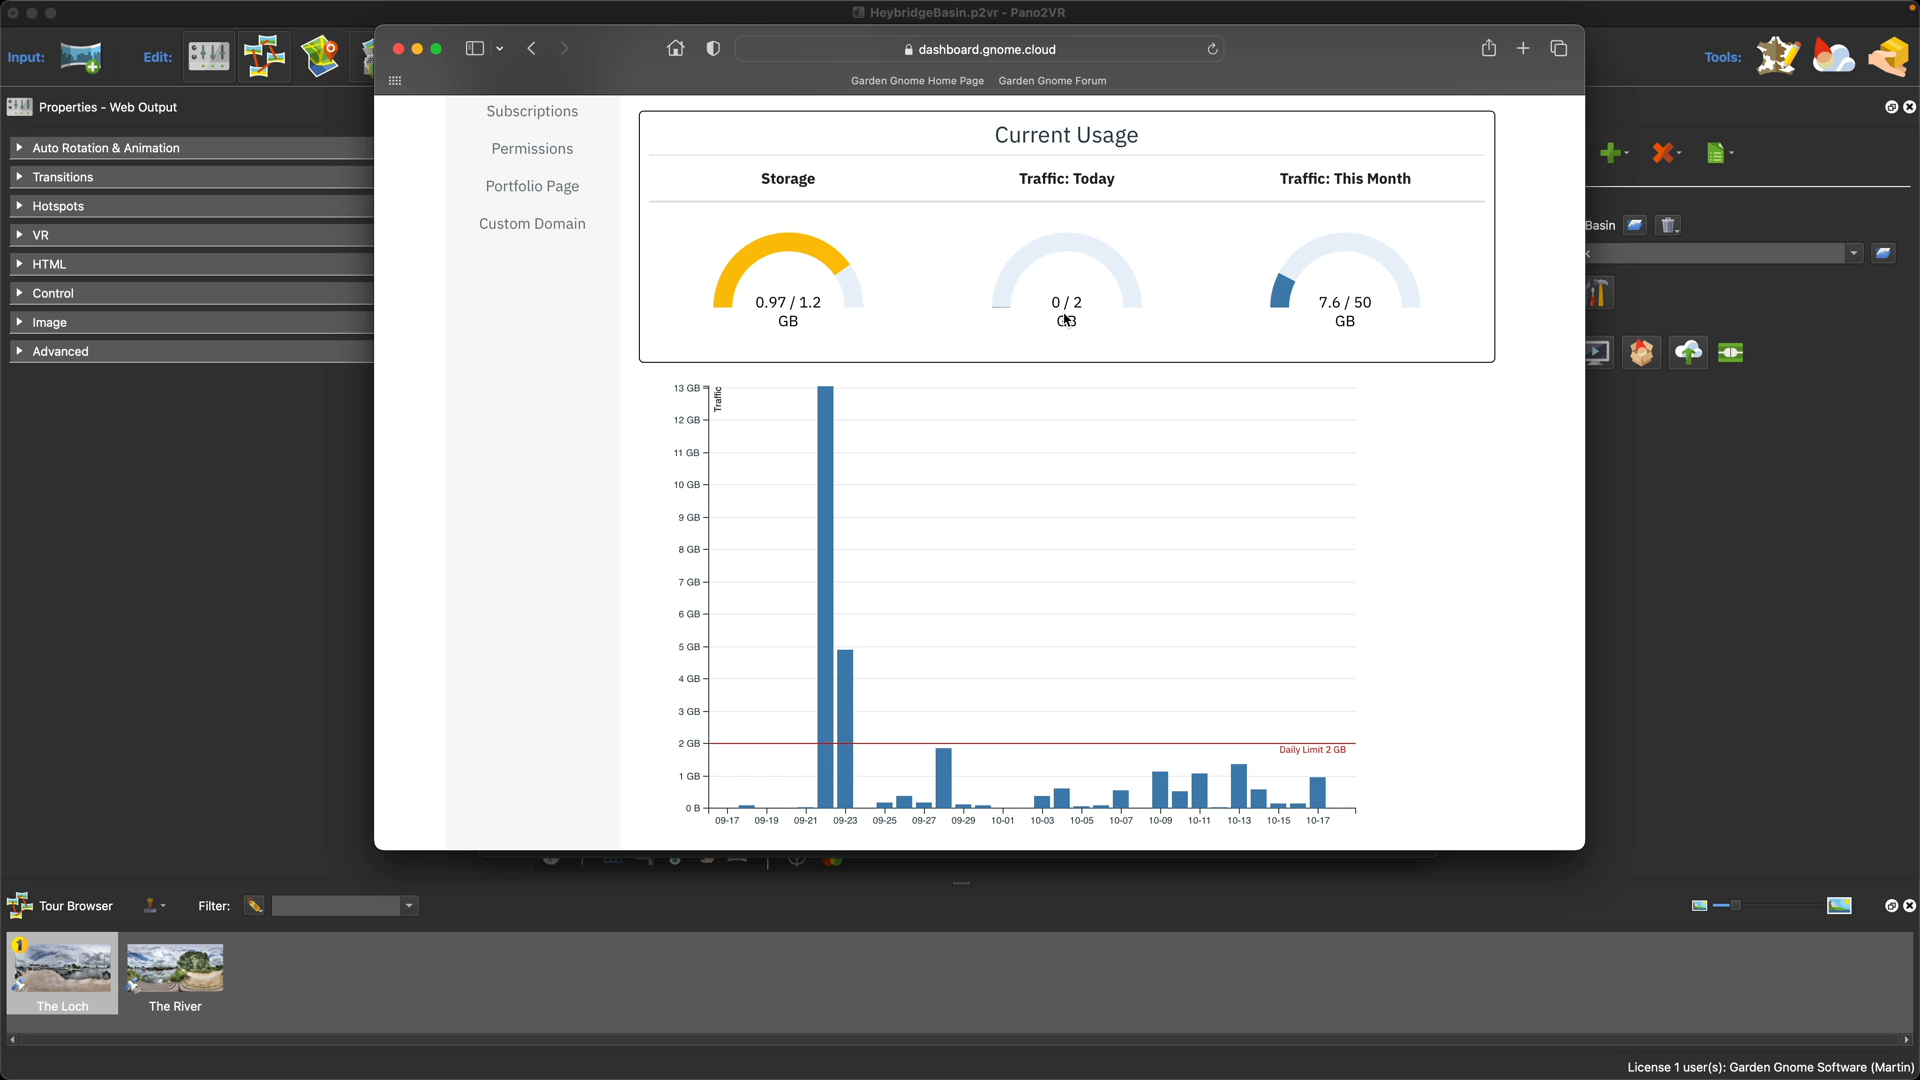 HeybridgeBasin.p2vr - Pano2VR
Input:
Edit:
Tools:
dashboard.gnome.cloud
Garden Gnome Home Page Garden Gnome Forum
Properties - Web Output
Auto Rotation & Animation
Transitions
Hotspots
VR
HTML
Control
Image
Advanced
Subscriptions
Permissions
Portfolio Page
Custom Domain
Current Usage
Storage
Traffic: Today
Traffic: This Month
0.97 / 1.2
GB
0 / 2
GB
7.6 / 50
GB
Basin
Traffic
13 GB
12 GB
11 GB
10 GB
9 GB
8 GB
7 GB
6 GB
5 GB
4 GB
3 GB
2 GB
1 GB
0 B
Daily Limit 2 GB
09-17 09-19 09-21 09-23 09-25 09-27 09-29 10-01 10-03 10-05 10-07 10-09 10-11 10-13 10-15 10-17
Tour Browser
Filter:
1
The Loch
The River
License 1 user(s): Garden Gnome Software (Martin)